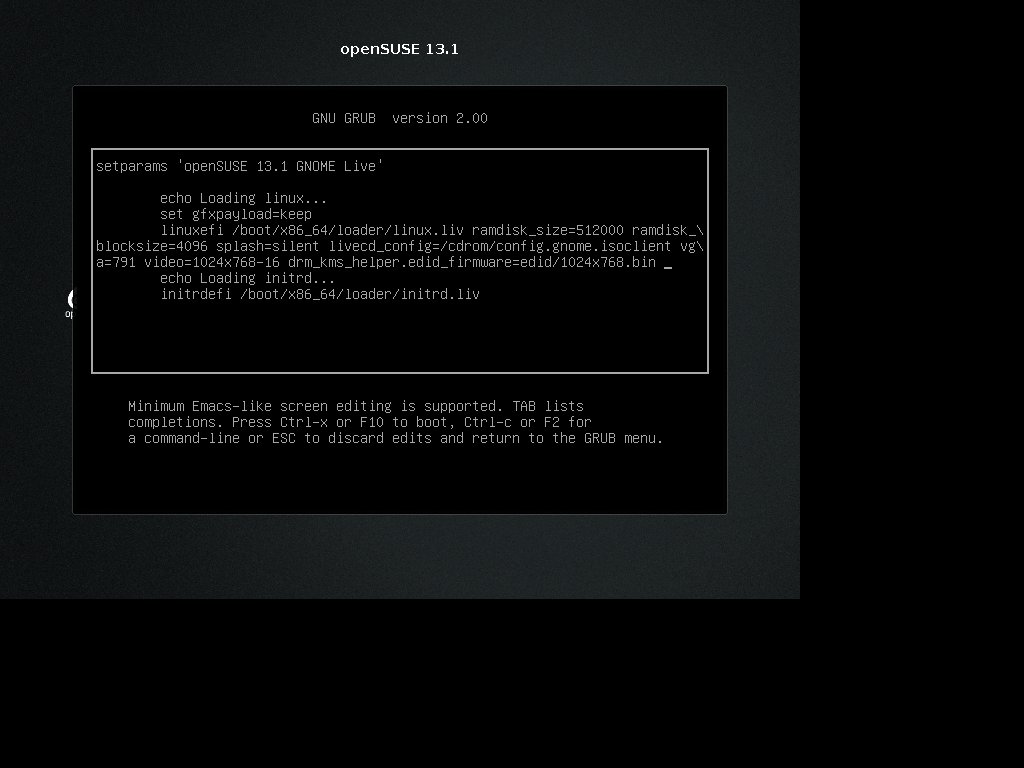 openSUSE 13.1
GNU GRUB  version 2.00
setparams 'openSUSE 13.1 GNOME Live'
echo Loading linux...
set gfxpayload=keep
linuxefi /boot/x86_64/loader/linux.liv ramdisk_size=512000 ramdisk_\
blocksize=4096 splash=silent livecd_config=/cdrom/config.gnome.isoclient vg\
a=791 video=1024x768-16 drm_kms_helper.edid_firmware=edid/1024x768.bin _
echo Loading initrd...
initrdefi /boot/x86_64/loader/initrd.liv
Minimum Emacs-like screen editing is supported. TAB lists
completions. Press Ctrl-x or F10 to boot, Ctrl-c or F2 for
a command-line or ESC to discard edits and return to the GRUB menu.